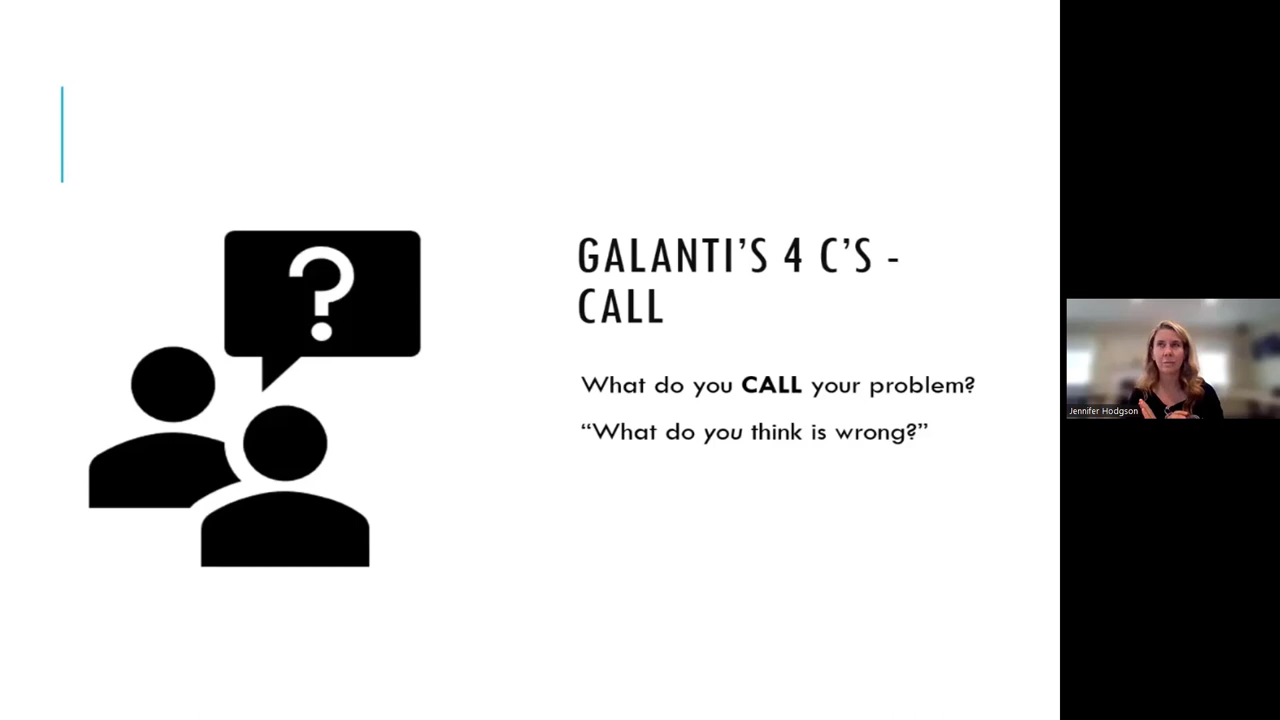 ?
GALANTI’S 4 C’S -
CALL
What do you CALL your problem?
“What do you think is wrong?”
Jennifer Hodgson